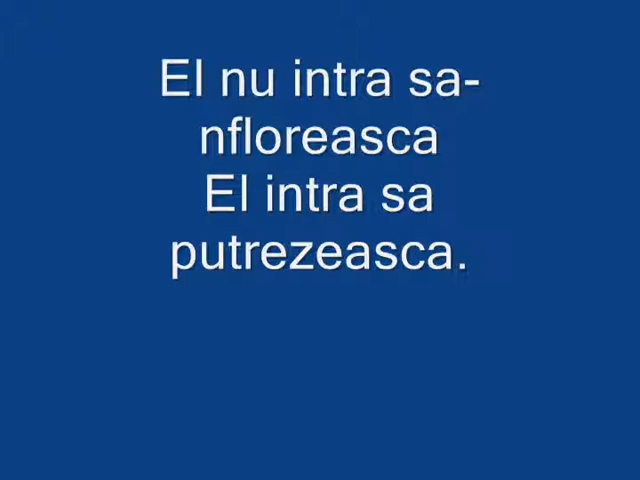 El nu intra sa-
nfloreasca
El intra sa
putrezeasca.